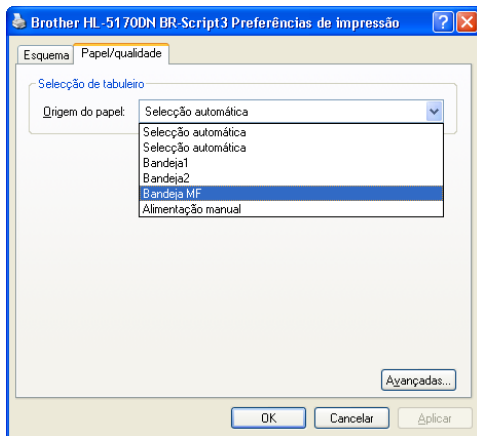 Brother HL-5170DN BR-Script3 Preferências de impressão
Esquema Papel/qualidade
Selecção de tabuleiro
Origem do papel: Selecção automática
Selecção automática
Selecção automática
Bandeja1
Bandeja2
Bandeja MF
Alimentação manual
Avançadas...
OK Cancelar Aplicar